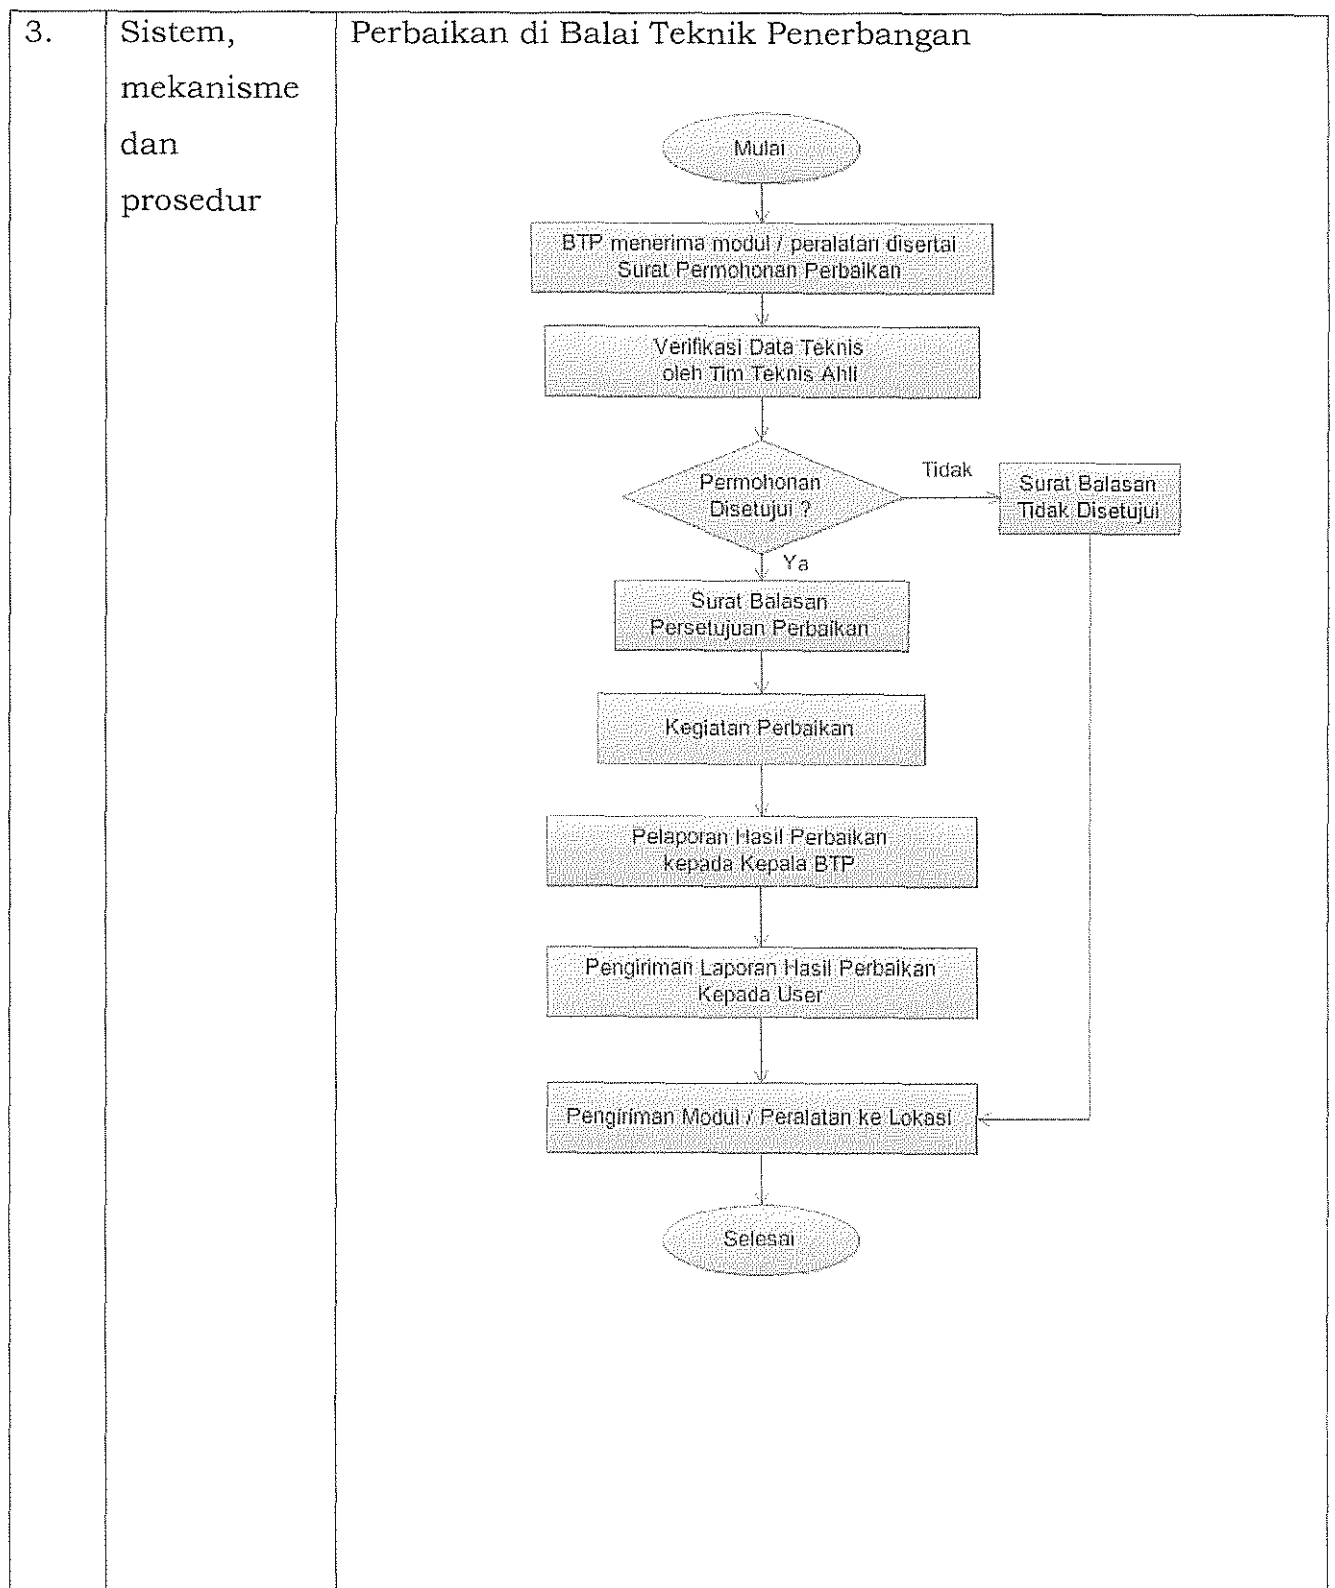 3.
Sistem,
mekanisme
dan
prosedur
Perbaikan di Balai Teknik Penerbangan
Mulai
BTP menerima modul / peralatan disertai
Surat Permohonan Perbaikan
Verifikasi Data Teknis
oleh Tim Teknis Ahli
Permohonan
Disetujui ?
Tidak
Surat Balasan
Tidak Disetujui
Ya
Surat Balasan
Persetujuan Perbaikan
Kegiatan Perbaikan
Pelaporan Hasil Perbaikan
kepada Kepala BTP
Pengiriman Laporan Hasil Perbaikan
Kepada User
Pengiriman Modul / Peralatan ke Lokasi
Selesai